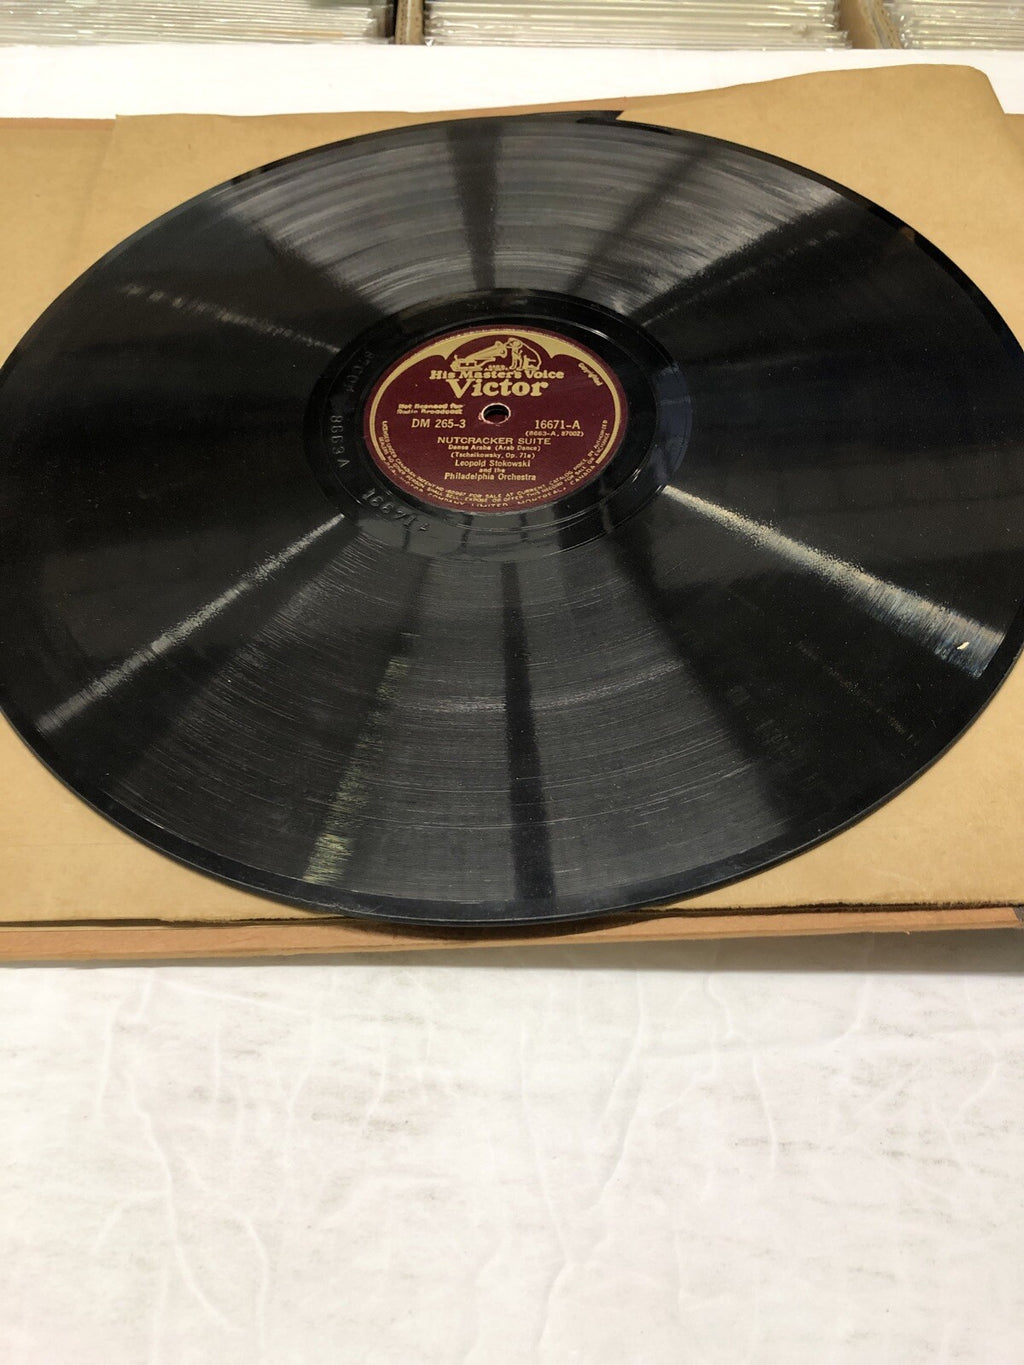 His Master's Voice
Victor
Not licensed for
Radio Broadcast
DM 265-3
16671-A
(8663-A, 87002)
NUTCRACKER SUITE
Danse Arabe (Arab Dance)
(Tschaikowsky, Op. 71a)
Leopold Stokowski
and the
Philadelphia Orchestra
8663A